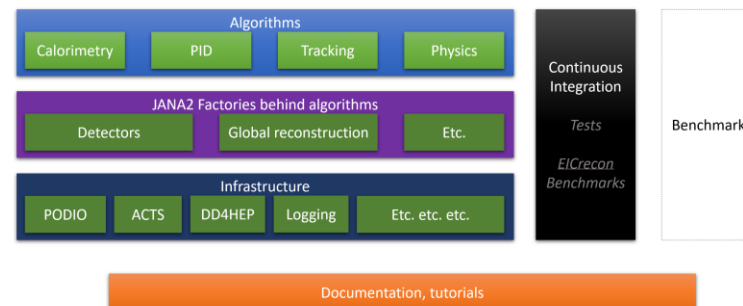 Algorithms
Calorimetry PID Tracking Physics
JANA2 Factories behind algorithms
Detectors Global reconstruction Etc.
Infrastructure
PODIO ACTS DD4HEP Logging Etc. etc. etc.
Continuous
Integration
Tests
EICrecon
Benchmarks
Benchmark
Documentation, tutorials